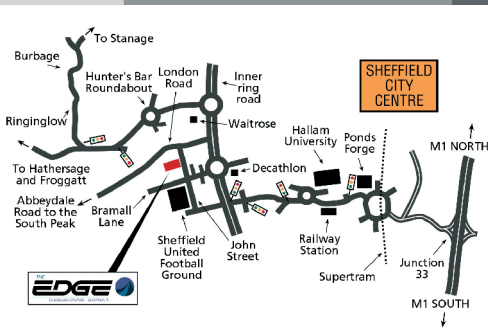 To Stanage
Burbage
Hunter's Bar
Roundabout
London
Road
Inner
ring
road
SHEFFIELD
CITY
CENTRE
Ringinglow
Waitrose
Hallam
University
Ponds
Forge
M1 NORTH
To Hathersage
and Froggatt
Decathlon
Abbeydale
Road to the
South Peak
Bramall
Lane
Sheffield
United
Football
Ground
John
Street
Railway
Station
Supertram
Junction
33
M1 SOUTH
THE
EDGE